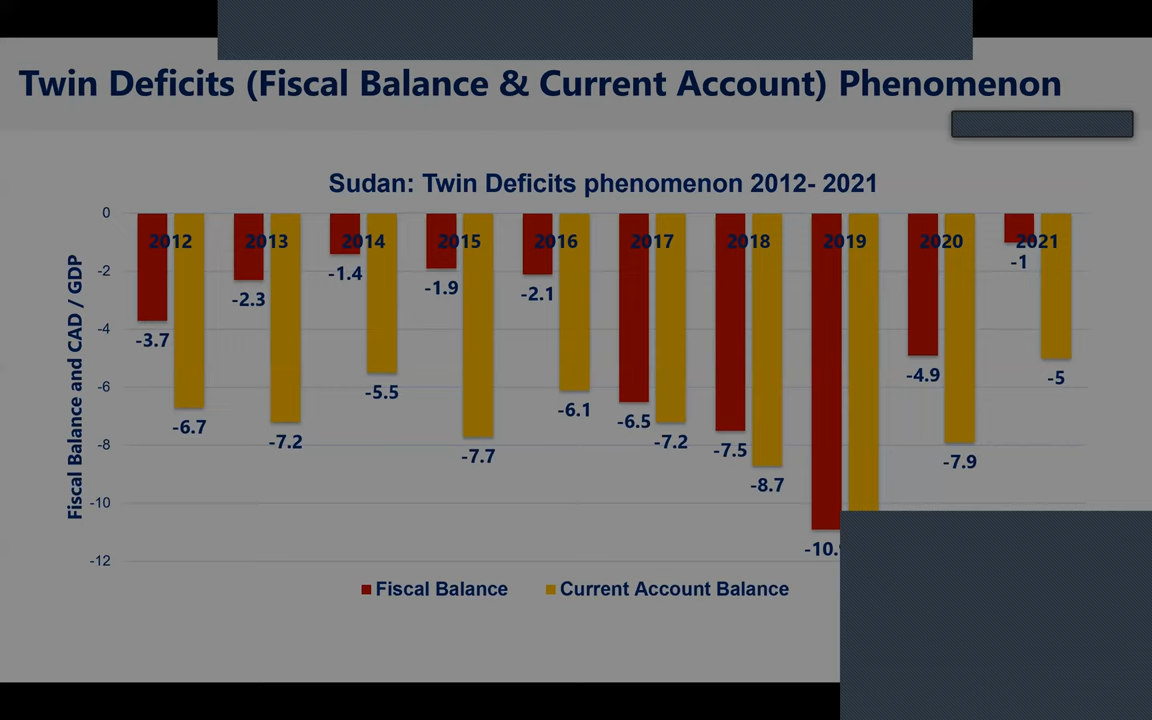 Twin Deficits (Fiscal Balance & Current Account) Phenomenon
Sudan: Twin Deficits phenomenon 2012- 2021
Fiscal Balance and CAD / GDP
0
-2
-4
-6
-8
-10
-12
2012 2013 2014 2015 2016 2017 2018 2019 2020 2021
-3.7 -2.3 -1.4 -1.9 -2.1 -6.5 -7.5 -4.9 -1
-6.7 -7.2 -5.5 -7.7 -6.1 -7.2 -8.7 -7.9 -5
Fiscal Balance Current Account Balance